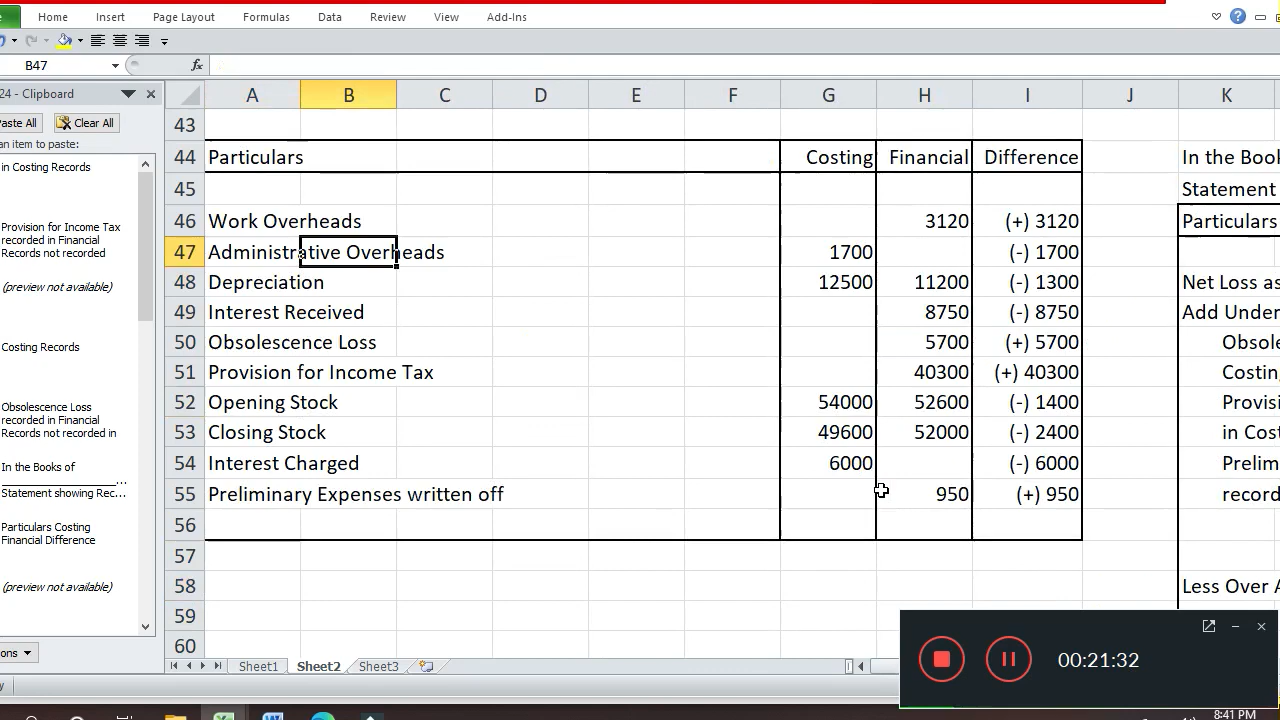 Home Insert Page Layout Formulas Data Review View Add-Ins
B47 fx
24 - Clipboard
Paste All Clear All
an item to paste:
in Costing Records
Provision for Income Tax
recorded in Financial
Records not recorded
(preview not available)
Costing Records
Obsolescence Loss
recorded in Financial
Records not recorded in
In the Books of
Statement showing Rec...
Particulars Costing
Financial Difference
(preview not available)
ons
A B C D E F G H I J K
43
44 Particulars Costing Financial Difference In the Book
45 Statement
46 Work Overheads 3120 (+) 3120 Particulars
47 Administrative Overheads 1700 (-) 1700
48 Depreciation 12500 11200 (-) 1300 Net Loss as
49 Interest Received 8750 (-) 8750 Add Under
50 Obsolescence Loss 5700 (+) 5700 Obsole
51 Provision for Income Tax 40300 (+) 40300 Costin
52 Opening Stock 54000 52600 (-) 1400 Provisi
53 Closing Stock 49600 52000 (-) 2400 in Cost
54 Interest Charged 6000 (-) 6000 Prelim
55 Preliminary Expenses written off 950 (+) 950 record
56
57
58 Less Over A
59
60
Sheet1 Sheet2 Sheet3
00:21:32
8:41 PM